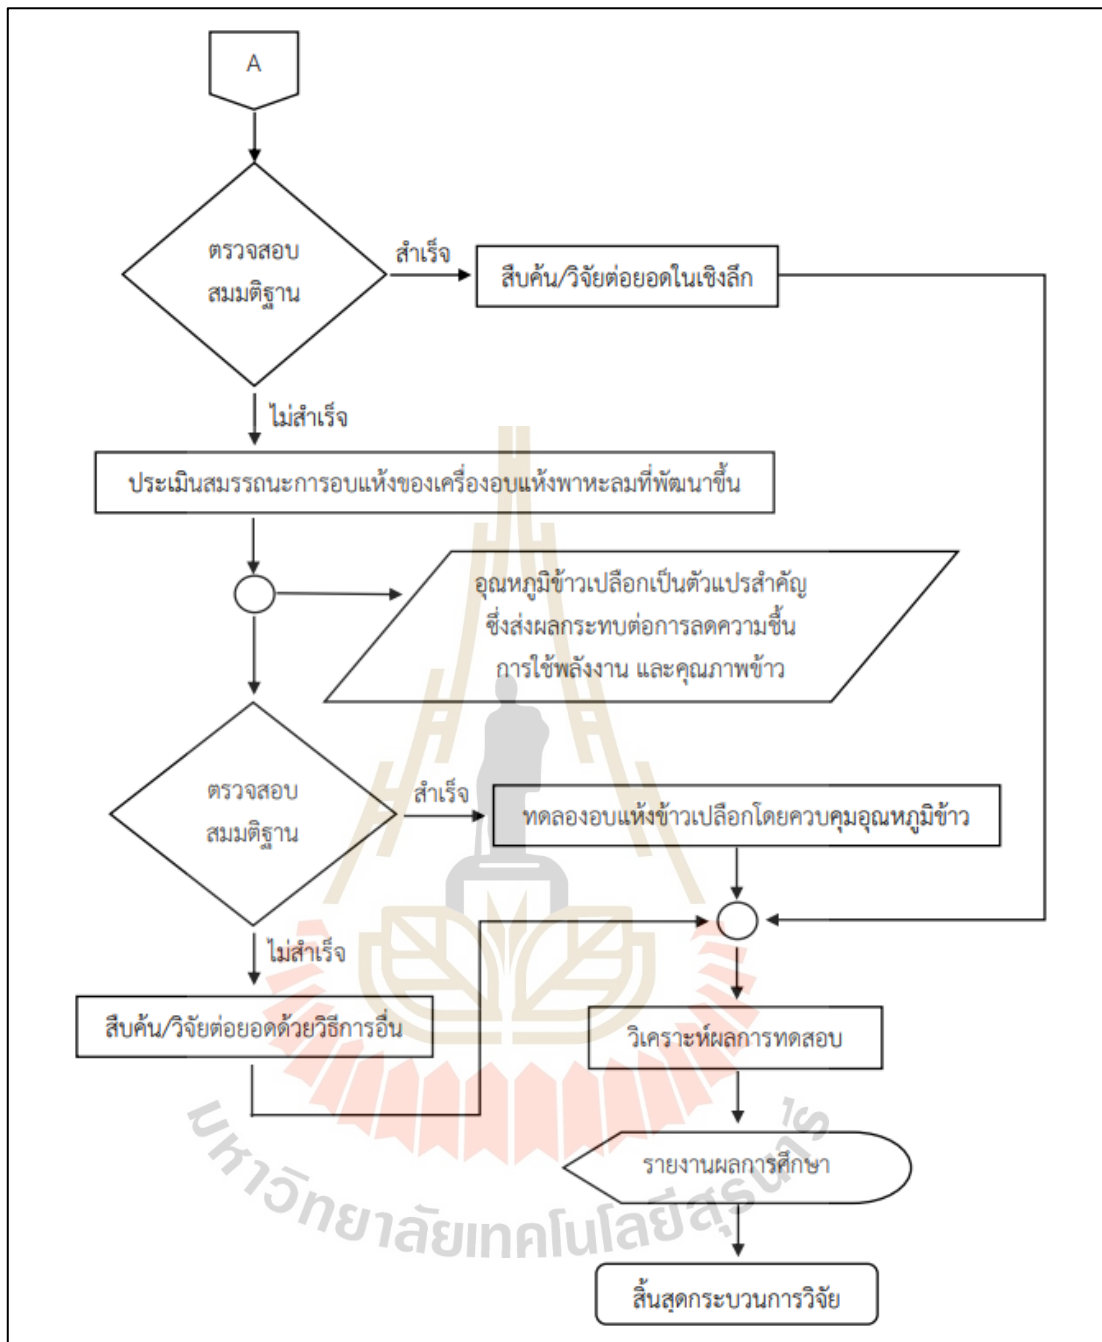 A
ตรวจสอบ
สมมติฐาน
สำเร็จ
สืบค้น/วิจัยต่อยอดในเชิงลึก
ไม่สำเร็จ
ประเมินสมรรถนะการอบแห้งของเครื่องอบแห้งพาหะลมที่พัฒนาขึ้น
อุณหภูมิข้าวเปลือกเป็นตัวแปรสำคัญ
ซึ่งส่งผลกระทบต่อการลดความชื้น
การใช้พลังงาน และคุณภาพข้าว
ตรวจสอบ
สมมติฐาน
สำเร็จ
ทดลองอบแห้งข้าวเปลือกโดยควบคุมอุณหภูมิข้าว
ไม่สำเร็จ
สืบค้น/วิจัยต่อยอดด้วยวิธีการอื่น
วิเคราะห์ผลการทดสอบ
รายงานผลการศึกษา
สิ้นสุดกระบวนการวิจัย
มหาวิทยาลัยเทคโนโลยีสุรนารี